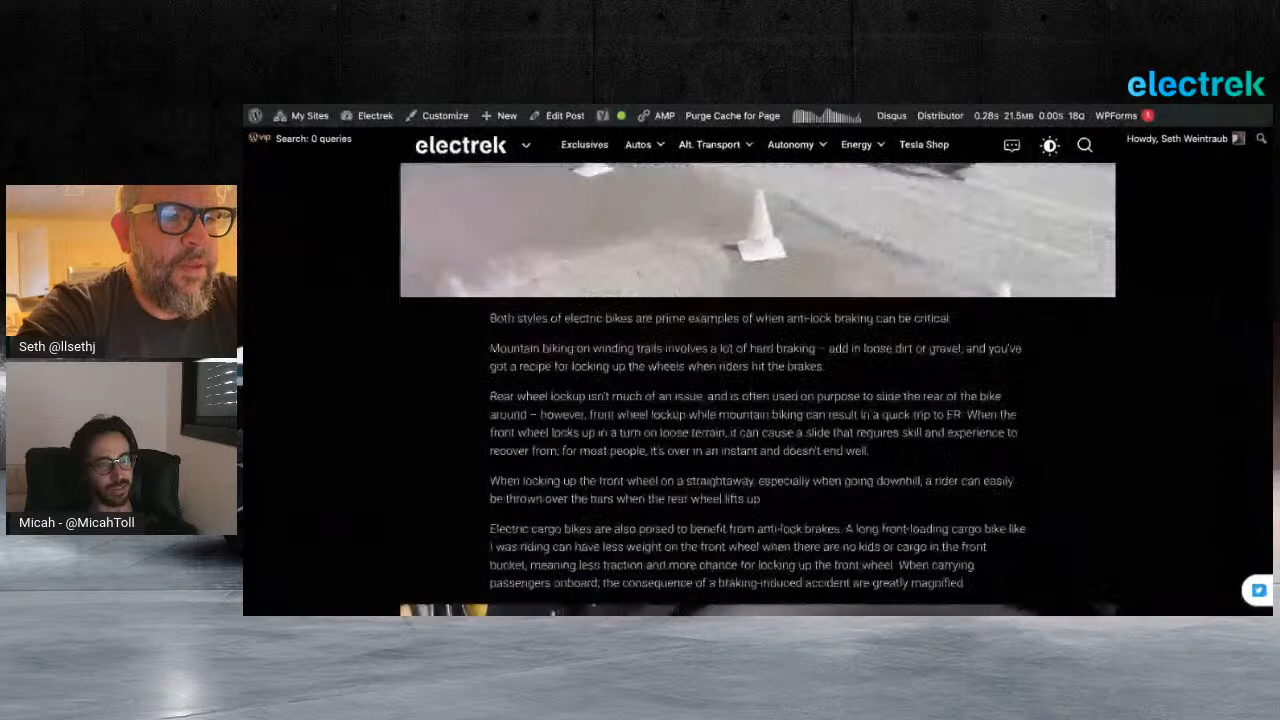 electrek
My Sites Electrek Customize New Edit Post AMP Purge Cache for Page Disqus Distributor 0.28s 21.5MB 0.00s 18Q WPForms 1
vip Search: 0 queries Howdy, Seth Weintraub
electrek Exclusives Autos Alt. Transport Autonomy Energy Tesla Shop
Both styles of electric bikes are prime examples of when anti-lock braking can be critical.
Mountain biking on winding trails involves a lot of hard braking – add in loose dirt or gravel, and you've
got a recipe for locking up the wheels when riders hit the brakes.
Rear wheel lockup isn't much of an issue, and is often used on purpose to slide the rear of the bike
around – however, front wheel lockup while mountain biking can result in a quick trip to ER. When the
front wheel locks up in a turn on loose terrain, it can cause a slide that requires skill and experience to
recover from; for most people, it's over in an instant and doesn't end well.
When locking up the front wheel on a straightaway, especially when going downhill, a rider can easily
be thrown over the bars when the rear wheel lifts up.
Electric cargo bikes are also poised to benefit from anti-lock brakes. A long front-loading cargo bike like
I was riding can have less weight on the front wheel when there are no kids or cargo in the front
bucket, meaning less traction and more chance for locking up the front wheel. When carrying
passengers onboard, the consequence of a braking-induced accident are greatly magnified.
Seth @llsethj
Micah - @MicahToll